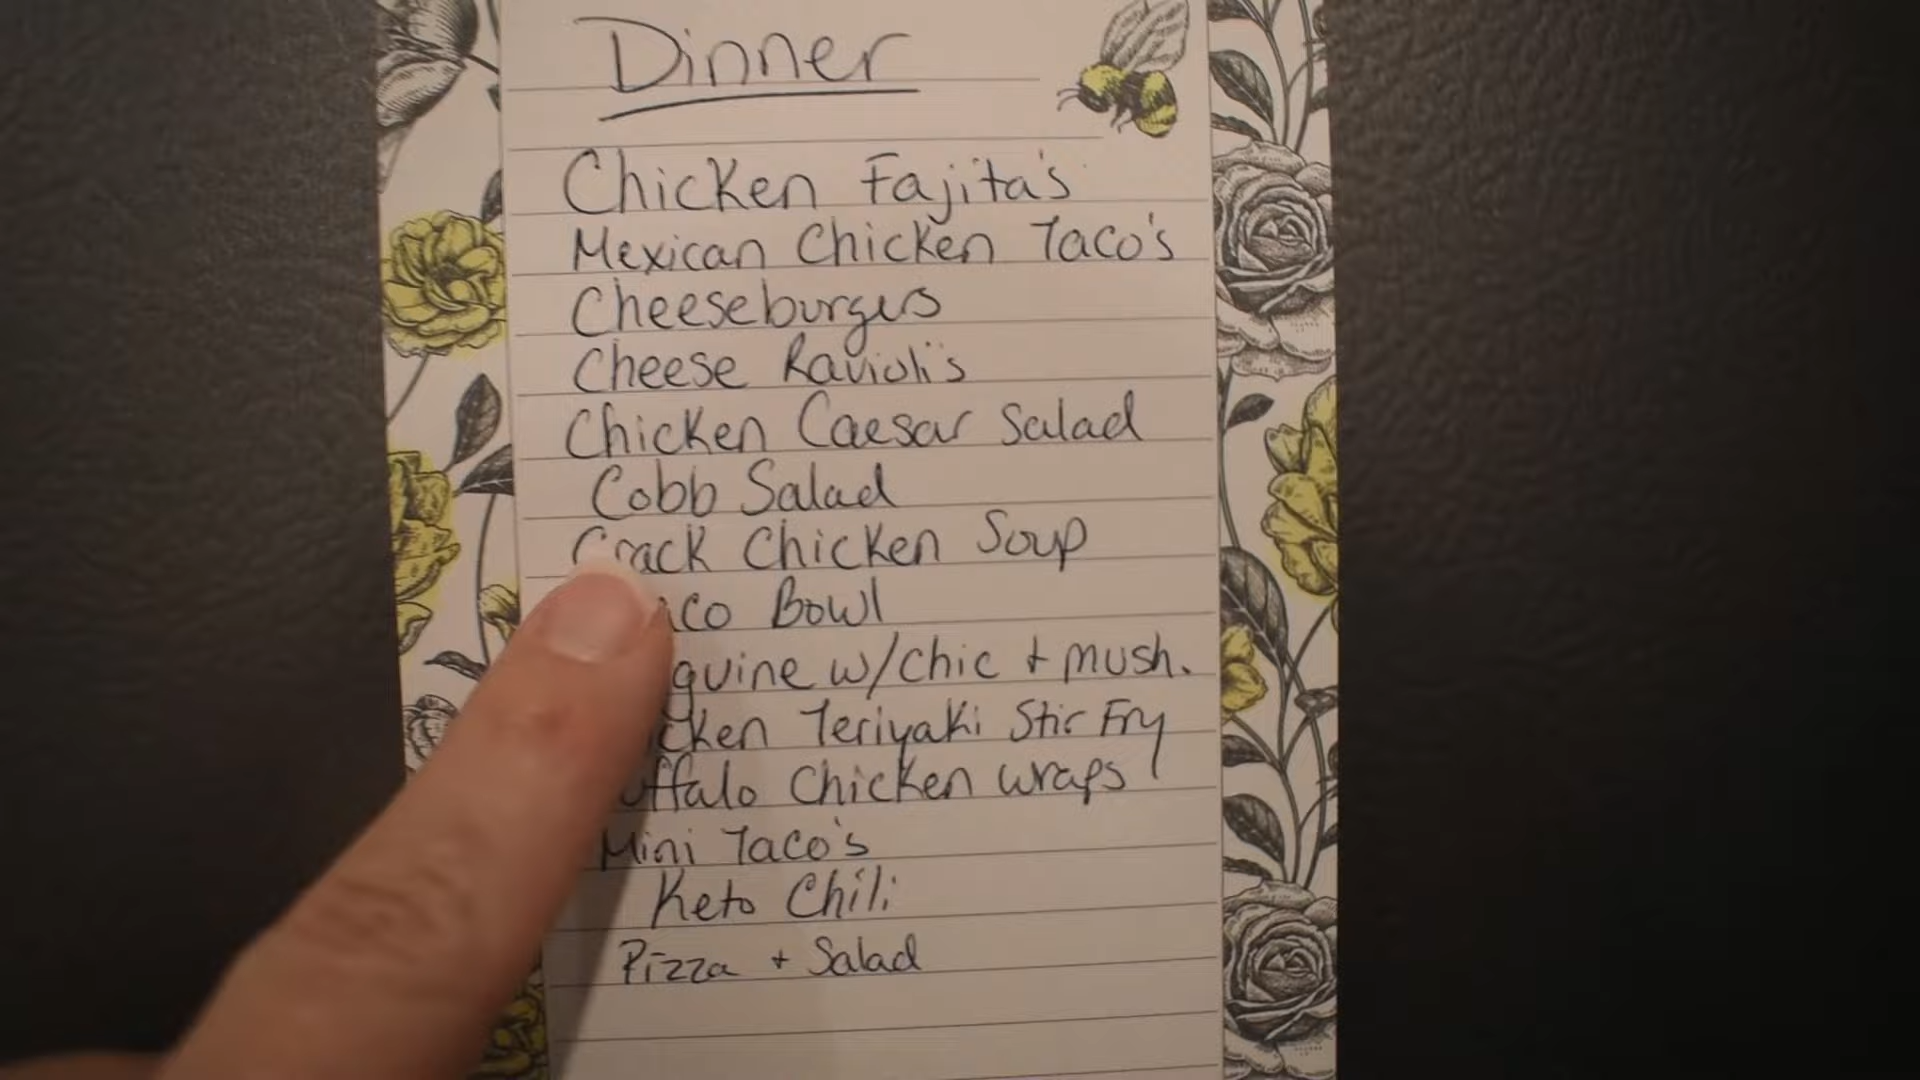 Dinner
Chicken Fajita's
Mexican Chicken Taco's
Cheeseburgers
Cheese Ravioli's
Chicken Caesar Salad
Cobb Salad
Crack Chicken Soup
Bowl
w/chic + mush.
Teriyaki Stir Fry
Chicken wraps
Mini Taco's
Keto Chili
Pizza + Salad